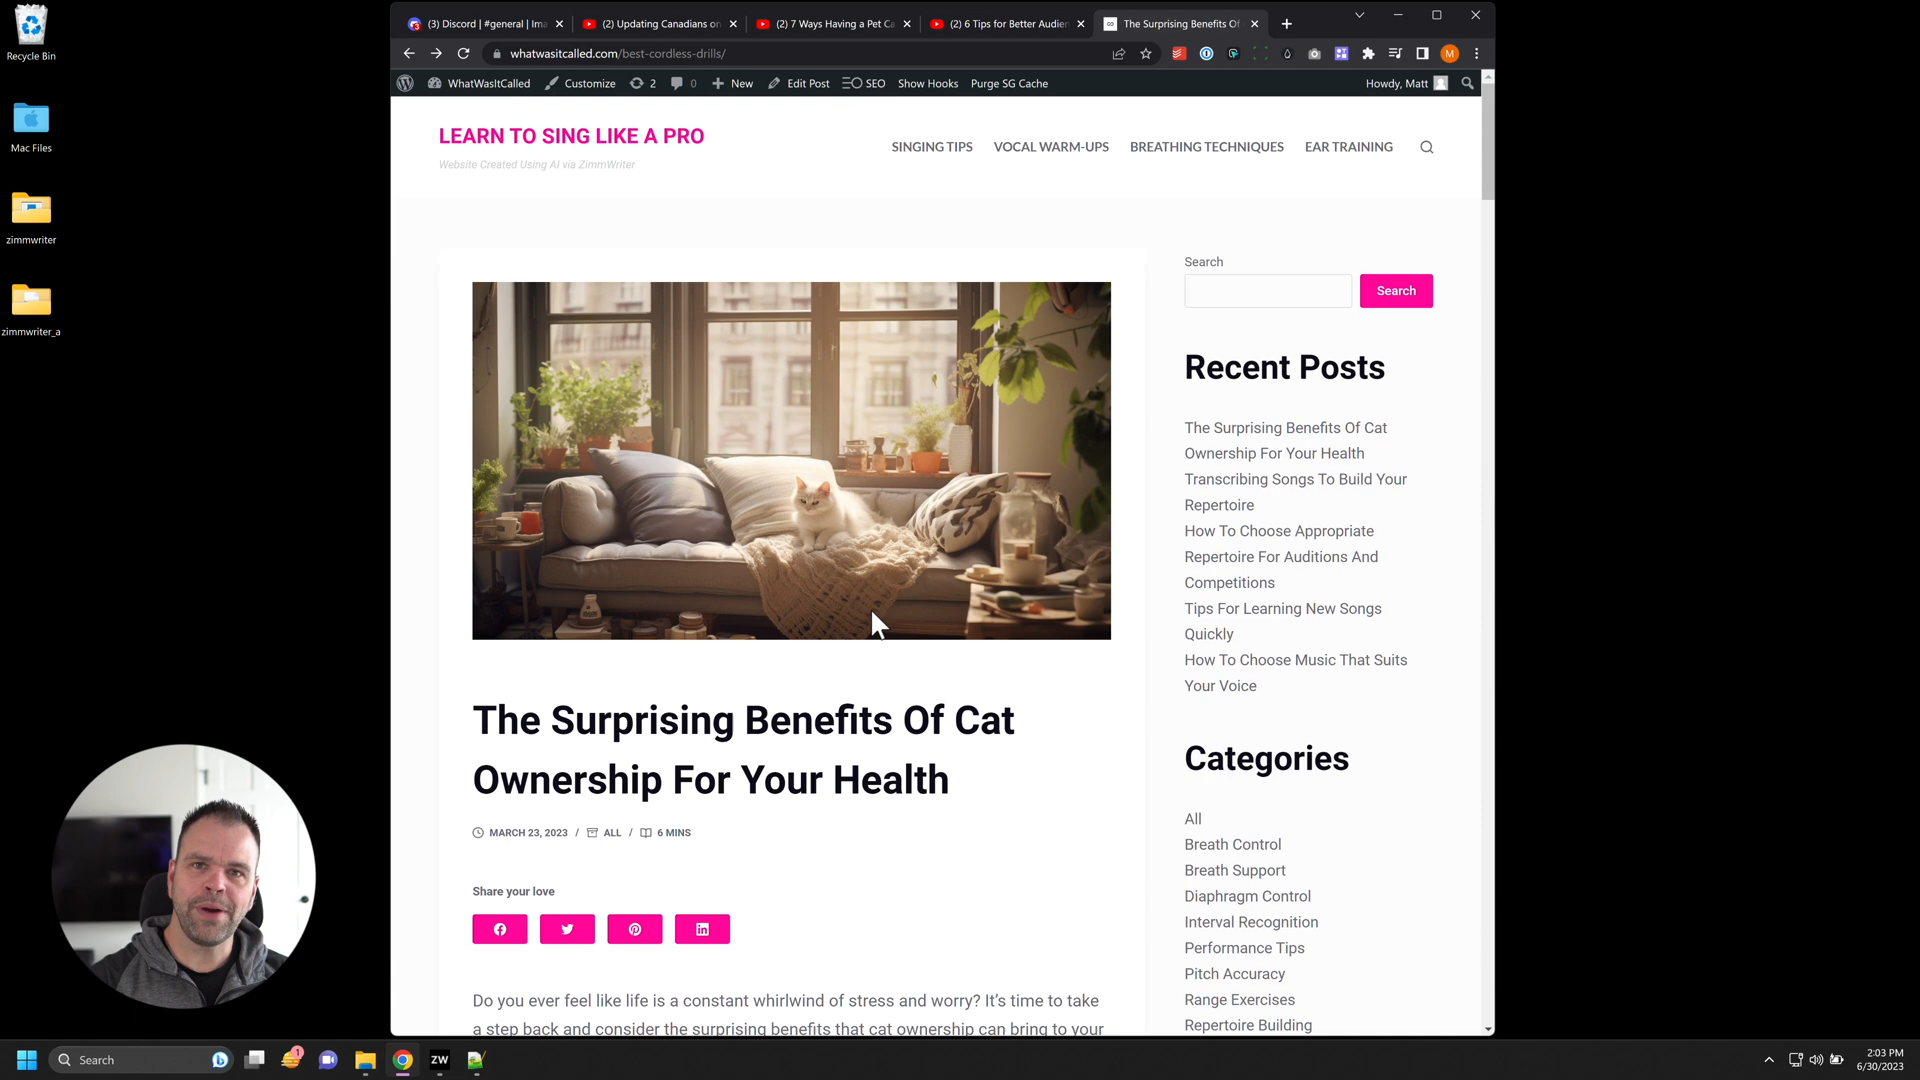 Recycle Bin
Mac Files
zimmwriter
zimmwriter_a
(3) Discord | #general | Ima
(2) Updating Canadians on
(2) 7 Ways Having a Pet Ca
(2) 6 Tips for Better Audien
The Surprising Benefits Of
whatwasitcalled.com/best-cordless-drills/
M
WhatWasItCalled
Customize
2
0
New
Edit Post
SEO
Show Hooks
Purge SG Cache
Howdy, Matt
LEARN TO SING LIKE A PRO
Website Created Using AI via ZimmWriter
SINGING TIPS
VOCAL WARM-UPS
BREATHING TECHNIQUES
EAR TRAINING
The Surprising Benefits Of Cat
Ownership For Your Health
MARCH 23, 2023 / ALL / 6 MINS
Share your love
Do you ever feel like life is a constant whirlwind of stress and worry? It's time to take
a step back and consider the surprising benefits that cat ownership can bring to your
Search
Search
Recent Posts
The Surprising Benefits Of Cat
Ownership For Your Health
Transcribing Songs To Build Your
Repertoire
How To Choose Appropriate
Repertoire For Auditions And
Competitions
Tips For Learning New Songs
Quickly
How To Choose Music That Suits
Your Voice
Categories
All
Breath Control
Breath Support
Diaphragm Control
Interval Recognition
Performance Tips
Pitch Accuracy
Range Exercises
Repertoire Building
Search
1
ZW
2:03 PM
6/30/2023